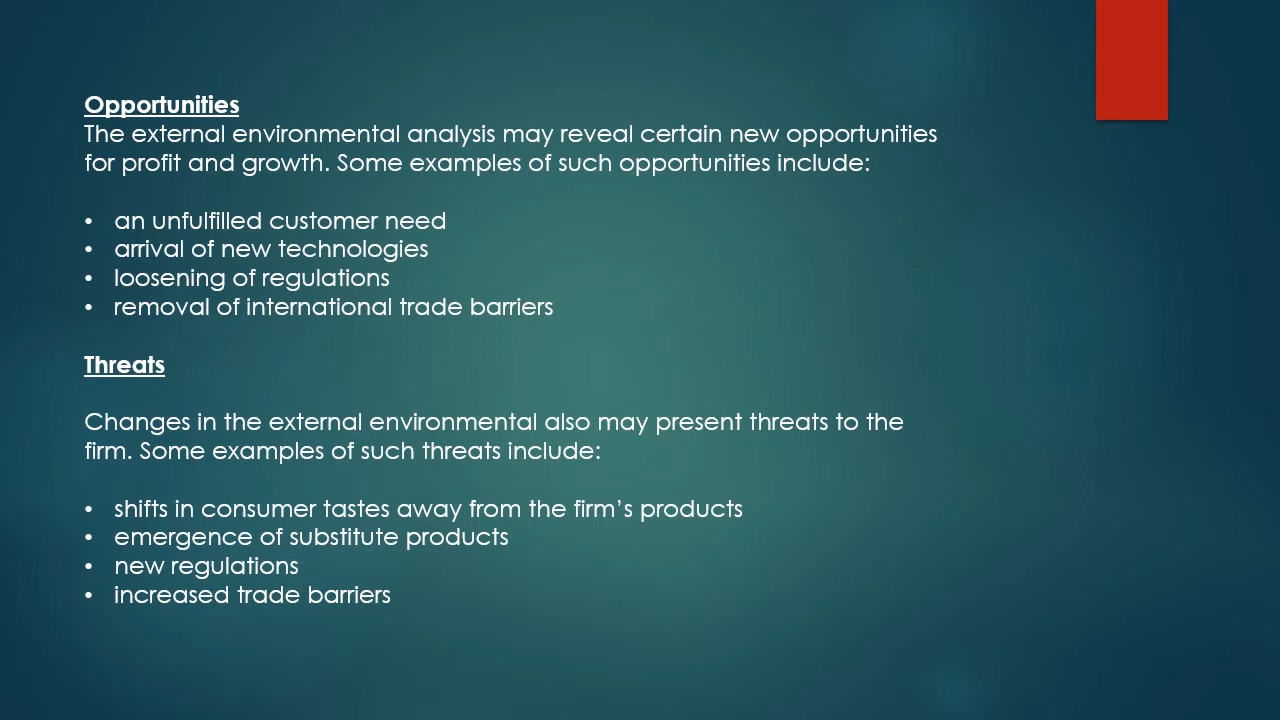 Opportunities
The external environmental analysis may reveal certain new opportunities
for profit and growth. Some examples of such opportunities include:
• an unfulfilled customer need
• arrival of new technologies
• loosening of regulations
• removal of international trade barriers
Threats
Changes in the external environmental also may present threats to the
firm. Some examples of such threats include:
• shifts in consumer tastes away from the firm’s products
• emergence of substitute products
• new regulations
• increased trade barriers